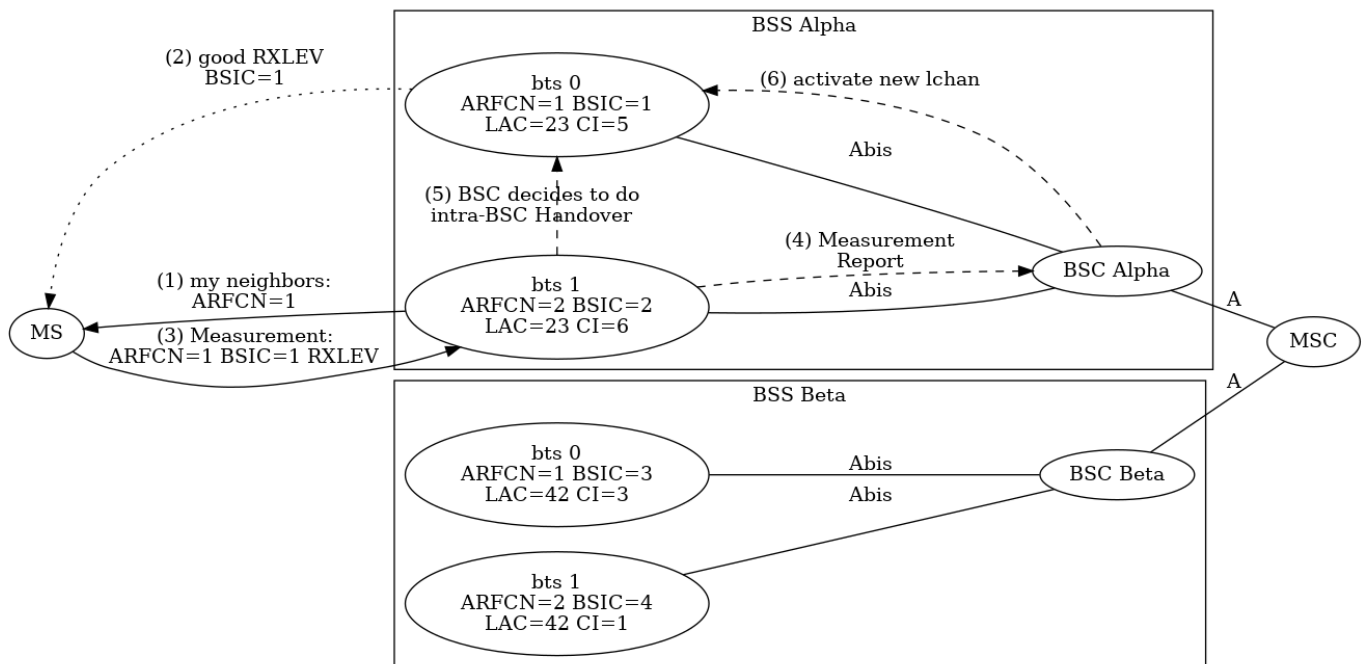 BSS Alpha
(2) good RXLEV
BSIC=1
bts 0
ARFCN=1 BSIC=1
LAC=23 CI=5
(6) activate new lchan
Abis
(5) BSC decides to do
intra-BSC Handover
(4) Measurement
Report
BSC Alpha
Abis
(1) my neighbors:
ARFCN=1
bts 1
ARFCN=2 BSIC=2
LAC=23 CI=6
MS
(3) Measurement:
ARFCN=1 BSIC=1 RXLEV
A
MSC
A
BSS Beta
bts 0
ARFCN=1 BSIC=3
LAC=42 CI=3
Abis
BSC Beta
Abis
bts 1
ARFCN=2 BSIC=4
LAC=42 CI=1